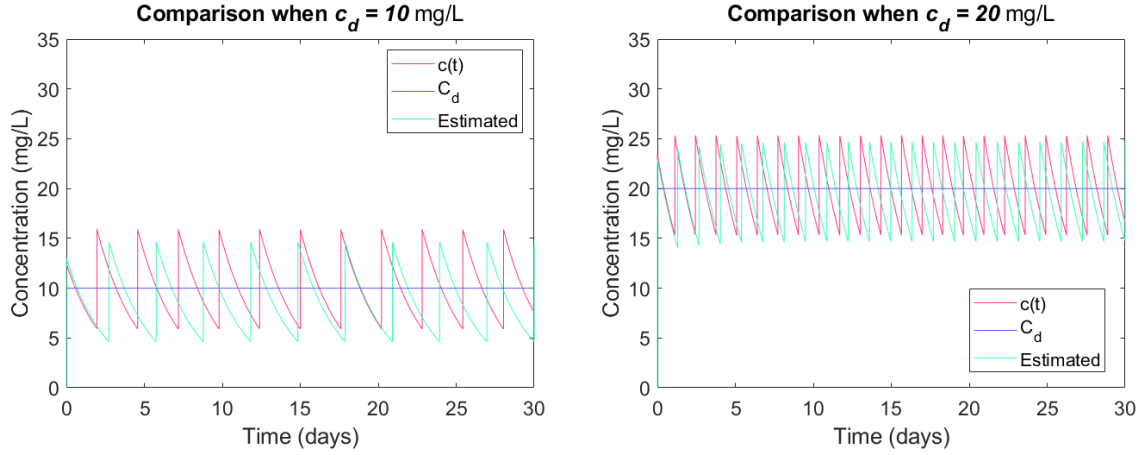 Comparison when c_d = 10 mg/L
35
30
25
20
15
10
5
0
Concentration (mg/L)
c(t)
C_d
Estimated
0 5 10 15 20 25 30
Time (days)
Comparison when c_d = 20 mg/L
35
30
25
20
15
10
5
0
Concentration (mg/L)
c(t)
C_d
Estimated
0 5 10 15 20 25 30
Time (days)